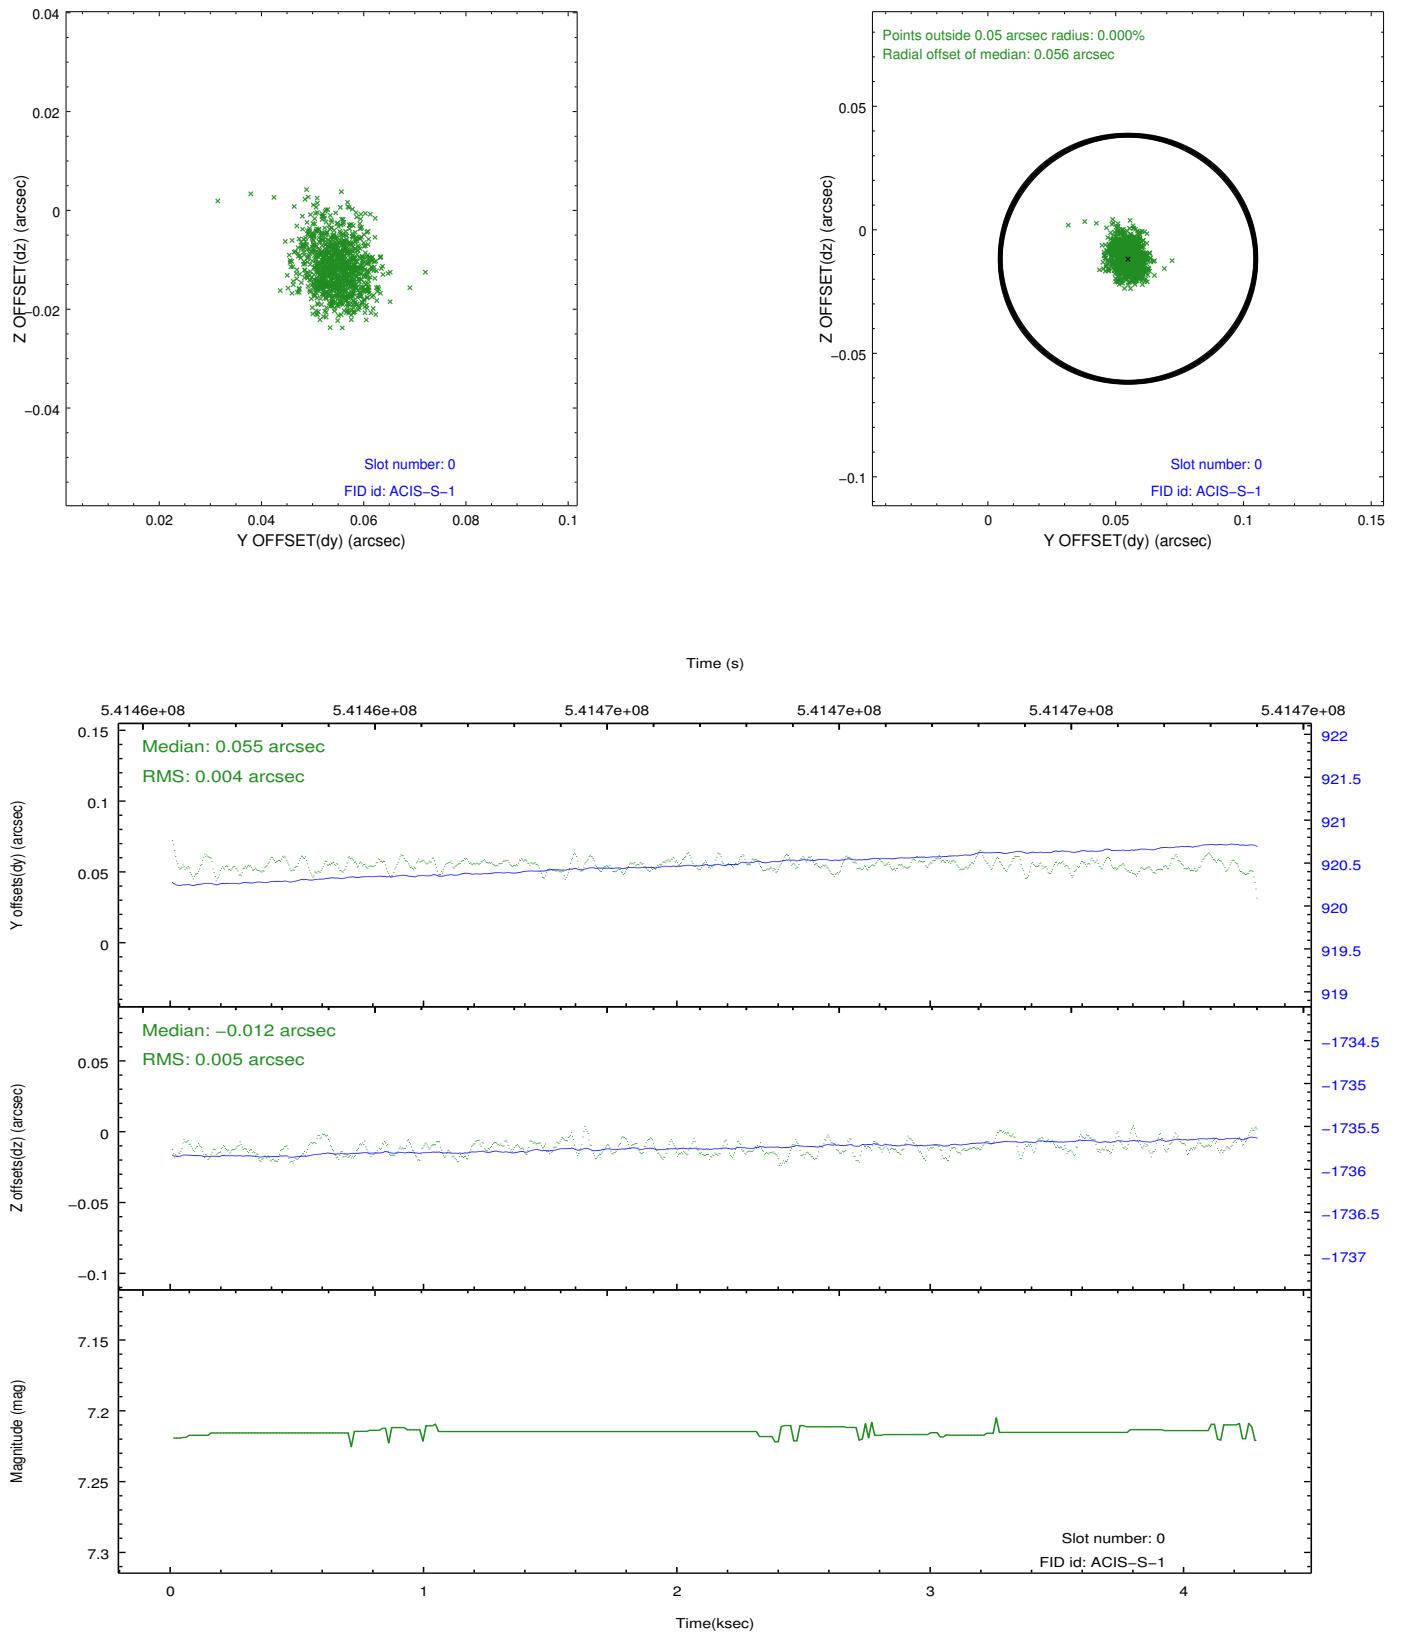 0.04
0.02
0
−0.02
−0.04
Z OFFSET(dz) (arcsec)
Slot number: 0
FID id: ACIS−S−1
0.02 0.04 0.06 0.08 0.1
Y OFFSET(dy) (arcsec)
Points outside 0.05 arcsec radius: 0.000%
Radial offset of median: 0.056 arcsec
0.05
0
−0.05
−0.1
Z OFFSET(dz) (arcsec)
Slot number: 0
FID id: ACIS−S−1
0 0.05 0.1 0.15
Y OFFSET(dy) (arcsec)
Time (s)
5.4146e+08 5.4146e+08 5.4147e+08 5.4147e+08 5.4147e+08 5.4147e+08
Median: 0.055 arcsec
RMS: 0.004 arcsec
0.15
0.1
0.05
0
Y offsets(dy) (arcsec)
922
921.5
921
920.5
920
919.5
919
Median: −0.012 arcsec
RMS: 0.005 arcsec
0.05
0
−0.05
−0.1
Z offsets(dz) (arcsec)
−1734.5
−1735
−1735.5
−1736
−1736.5
−1737
7.15
7.2
7.25
7.3
Magnitude (mag)
Slot number: 0
FID id: ACIS−S−1
0 1 2 3 4
Time(ksec)